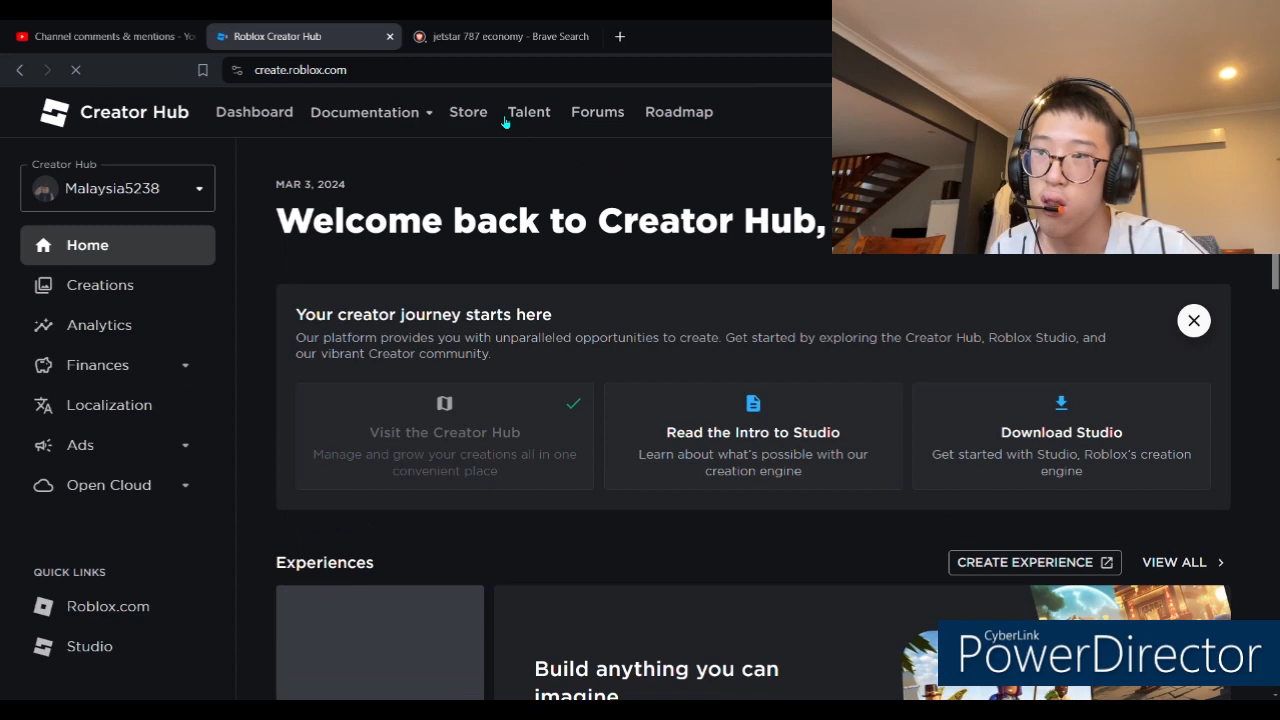 Channel comments & mentions - Yo
Roblox Creator Hub
jetstar 787 economy - Brave Search
create.roblox.com
Creator Hub
Dashboard
Documentation
Store
Talent
Forums
Roadmap
Creator Hub
Malaysia5238
Home
Creations
Analytics
Finances
Localization
Ads
Open Cloud
QUICK LINKS
Roblox.com
Studio
MAR 3, 2024
Welcome back to Creator Hub,
Your creator journey starts here
Our platform provides you with unparalleled opportunities to create. Get started by exploring the Creator Hub, Roblox Studio, and
our vibrant Creator community.
Visit the Creator Hub
Manage and grow your creations all in one
convenient place
Read the Intro to Studio
Learn about what's possible with our
creation engine
Download Studio
Get started with Studio, Roblox's creation
engine
Experiences
CREATE EXPERIENCE
VIEW ALL
Build anything you can
imagine
CyberLink
PowerDirector